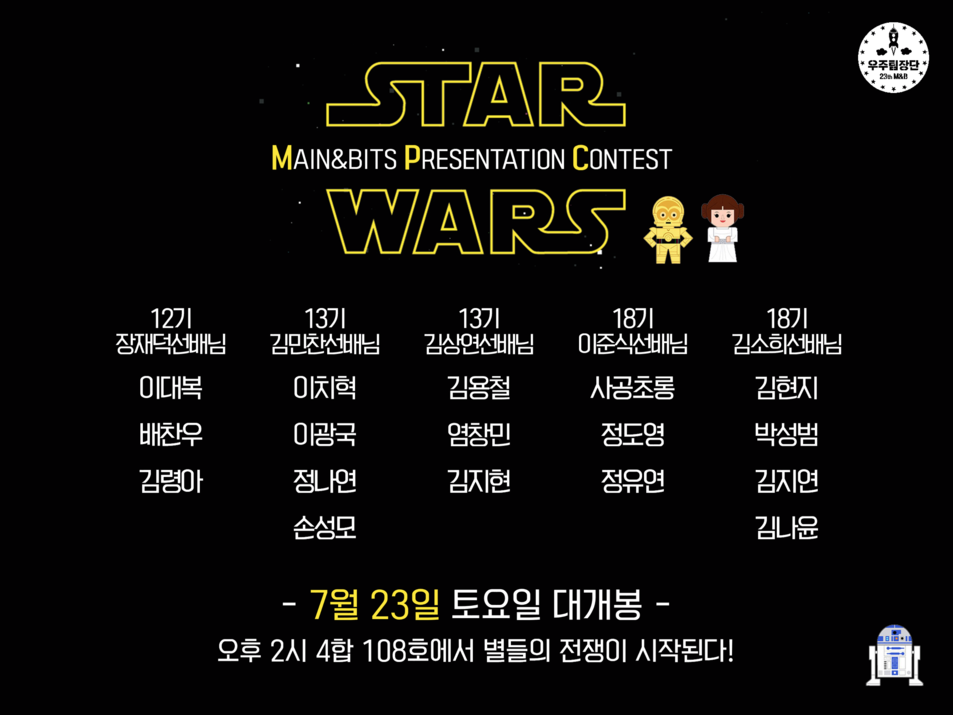 우주립장단
23th M&B
STAR
MAIN&BITS PRESENTATION CONTEST
WARS
12기 13기 13기 18기 18기
장재덕선배님 김민찬선배님 김상연선배님 이준식선배님 김소희선배님
이대복 이치혁 김용철 사공초롱 김현지
배찬우 이광국 염창민 정도영 박성범
김령아 정나연 김지현 정유연 김지연
손성모 김나윤
- 7월 23일 토요일 대개봉 -
오후 2시 4합 108호에서 별들의 전쟁이 시작된다!